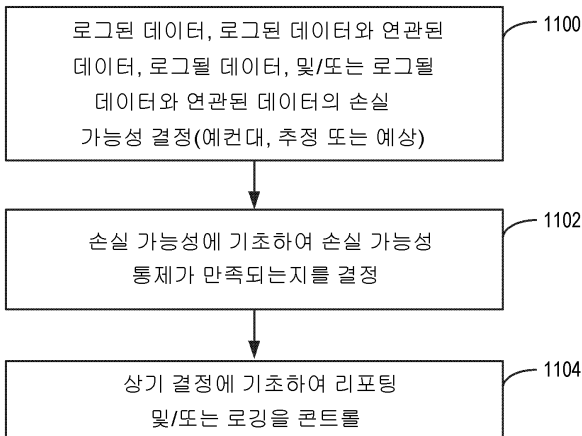 로그된 데이터, 로그된 데이터와 연관된
데이터, 로그될 데이터, 및/또는 로그될
데이터와 연관된 데이터의 손실
가능성 결정(예컨대, 추정 또는 예상)
1100
손실 가능성에 기초하여 손실 가능성
통제가 만족되는지를 결정
1102
상기 결정에 기초하여 리포팅
및/또는 로깅을 콘트롤
1104